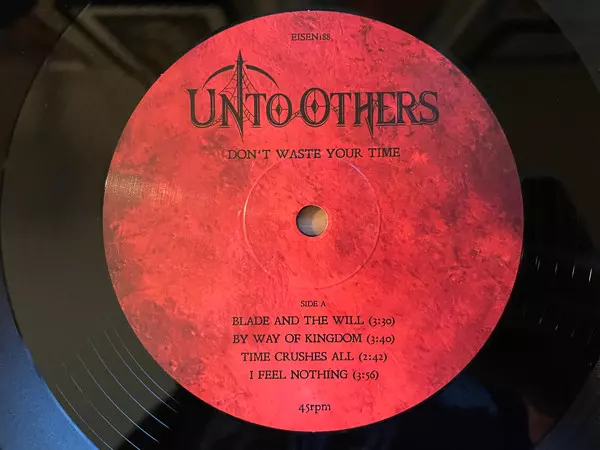 EISEN188
UNTO OTHERS
DON'T WASTE YOUR TIME
SIDE A
BLADE AND THE WILL (3:30)
BY WAY OF KINGDOM (3:40)
TIME CRUSHES ALL (2:42)
I FEEL NOTHING (3:56)
45rpm